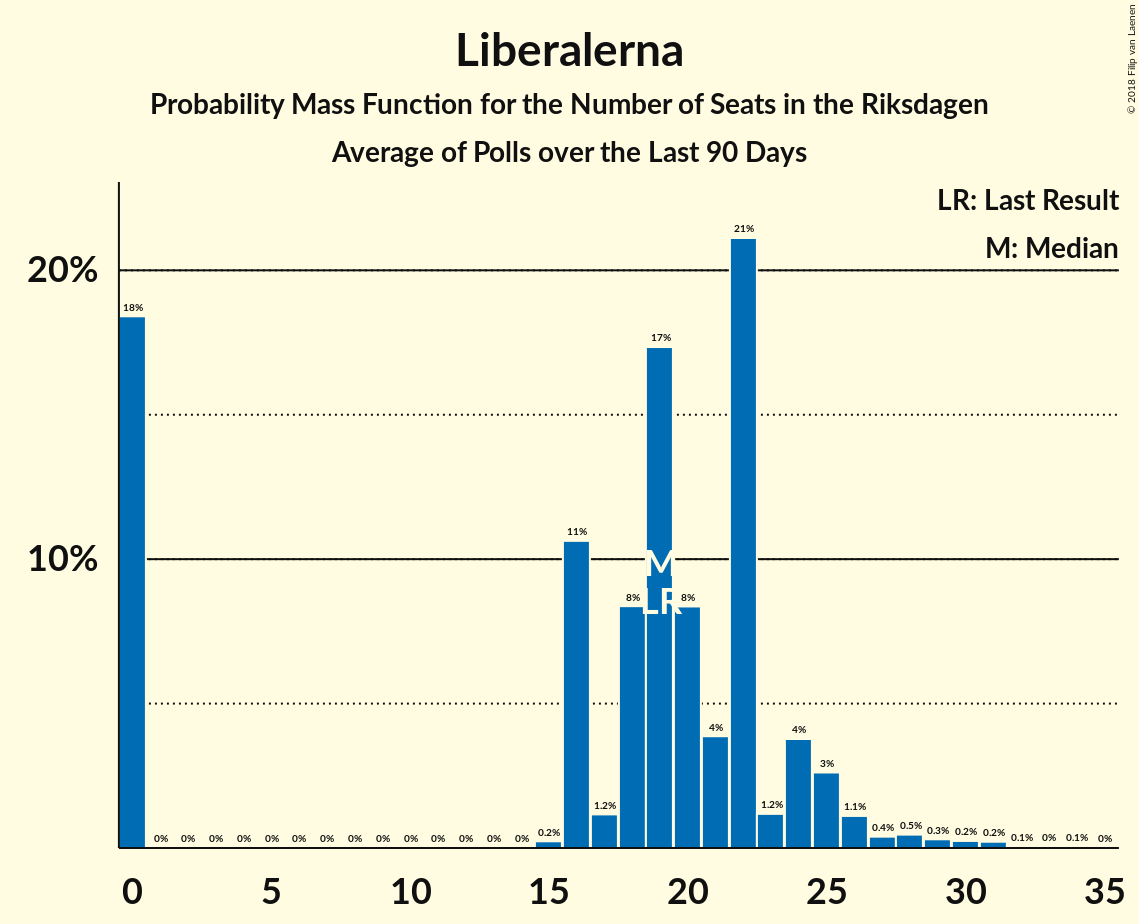 Liberalerna
Probability Mass Function for the Number of Seats in the Riksdagen
Average of Polls over the Last 90 Days
© 2018 Filip van Laenen
LR: Last Result
M: Median
20%
10%
18% 0% 0% 0% 0% 0% 0% 0% 0% 0% 0% 0% 0% 0% 0% 0.2% 11% 1.2% 8% 17% 8% 4% 21% 1.2% 4% 3% 1.1% 0.4% 0.5% 0.3% 0.2% 0.2% 0.1% 0% 0.1% 0%
M
LR
0 5 10 15 20 25 30 35